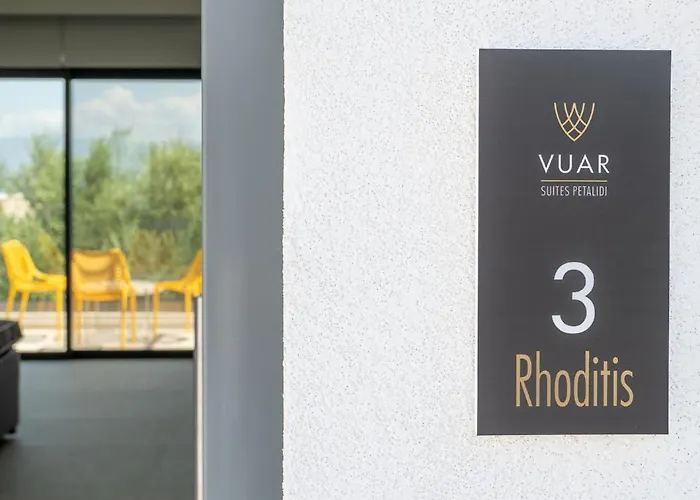 VUAR
SUITES PETALIDI
3
Rhoditis